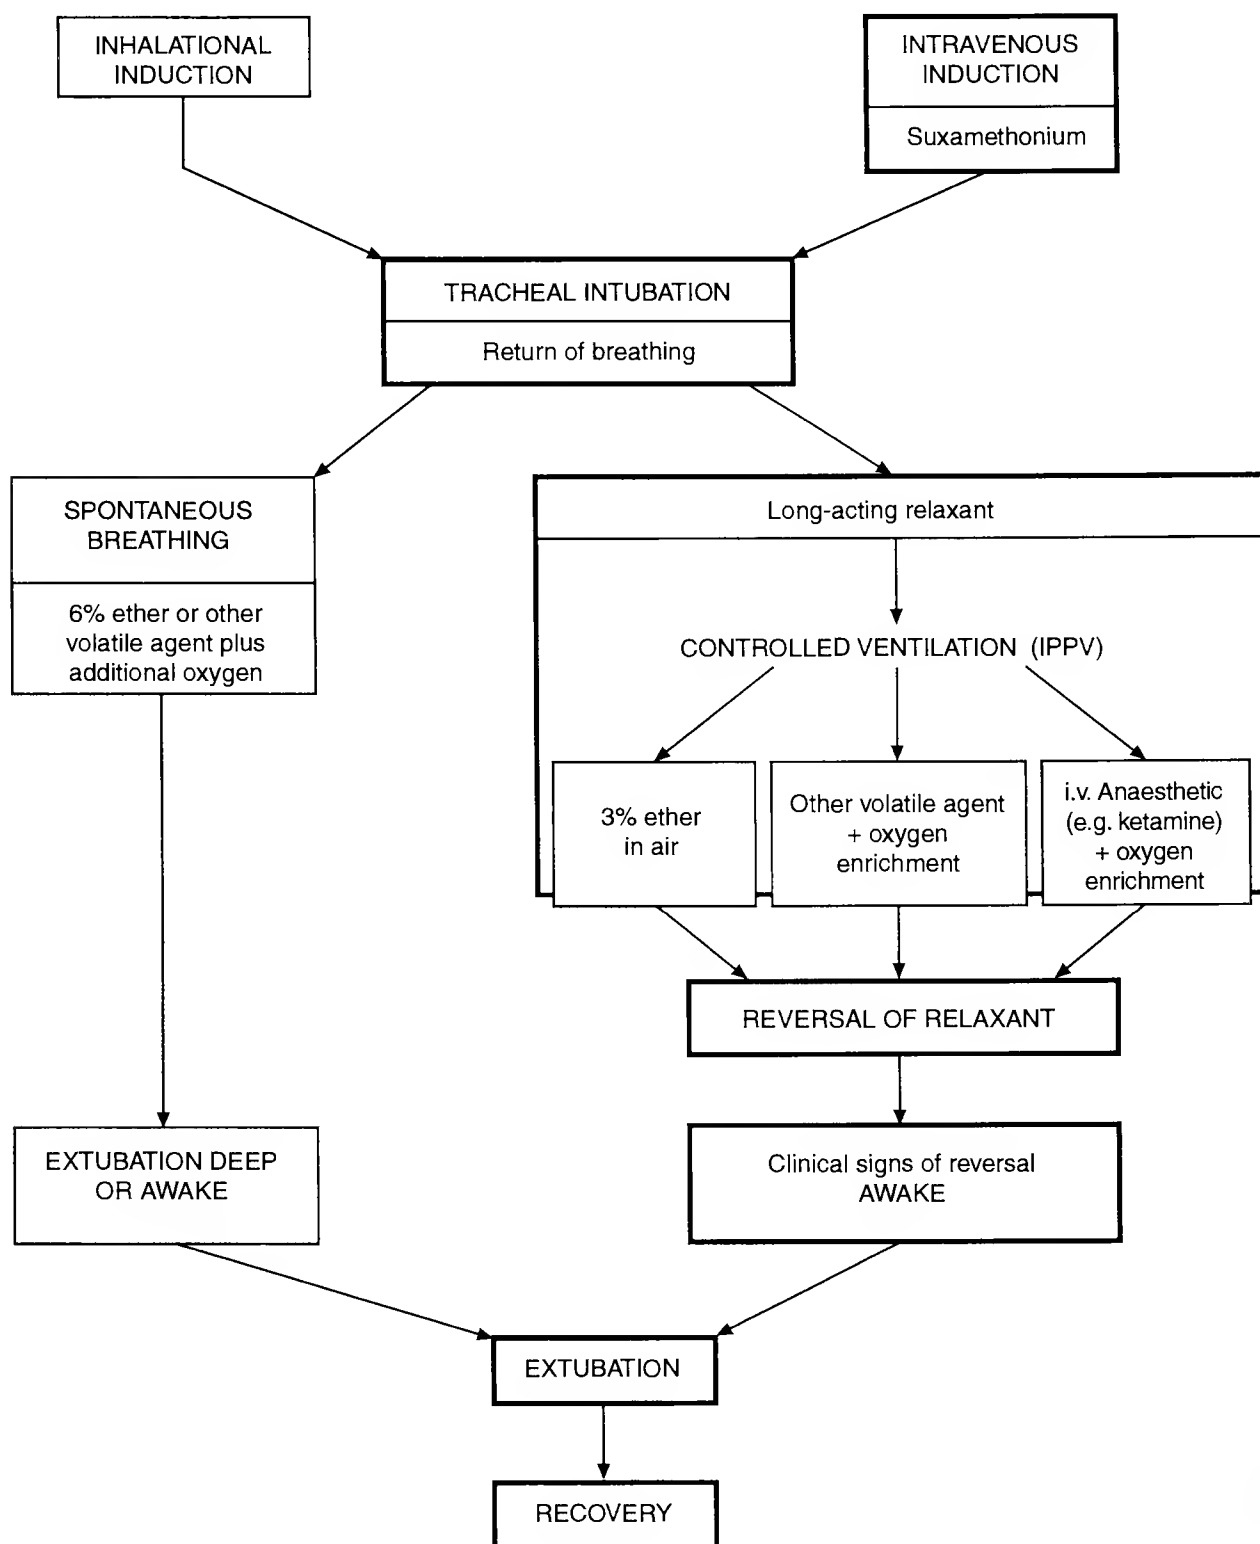 INHALATIONAL
INDUCTION
INTRAVENOUS
INDUCTION
Suxamethonium
TRACHEAL INTUBATION
Return of breathing
SPONTANEOUS
BREATHING
6% ether or other
volatile agent plus
additional oxygen
Long-acting relaxant
CONTROLLED VENTILATION (IPPV)
3% ether
in air
Other volatile agent
+ oxygen
enrichment
i.v. Anaesthetic
(e.g. ketamine)
+ oxygen
enrichment
REVERSAL OF RELAXANT
EXTUBATION DEEP
OR AWAKE
Clinical signs of reversal
AWAKE
EXTUBATION
RECOVERY